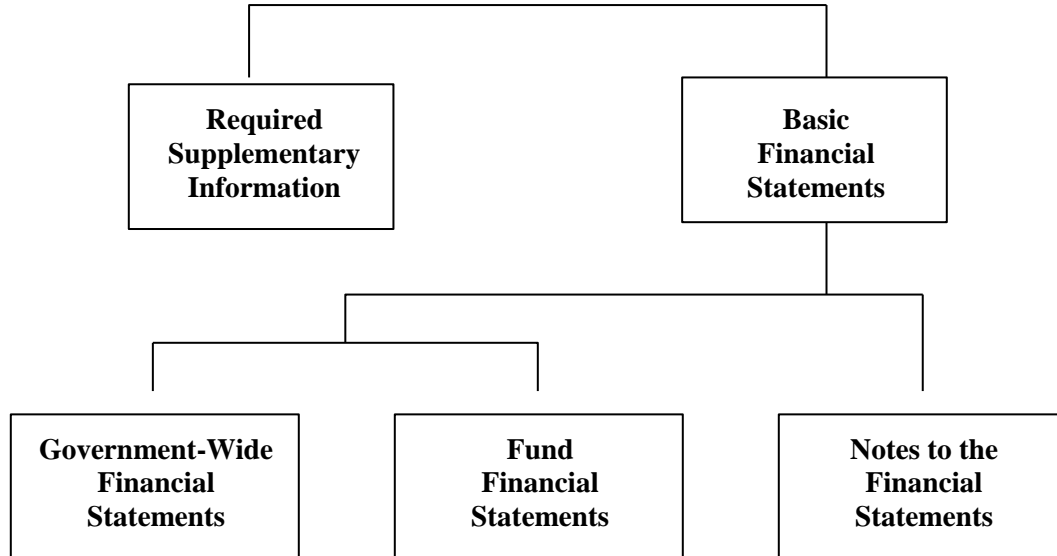 Required
Supplementary
Information
Basic
Financial
Statements
Government-Wide
Financial
Statements
Fund
Financial
Statements
Notes to the
Financial
Statements